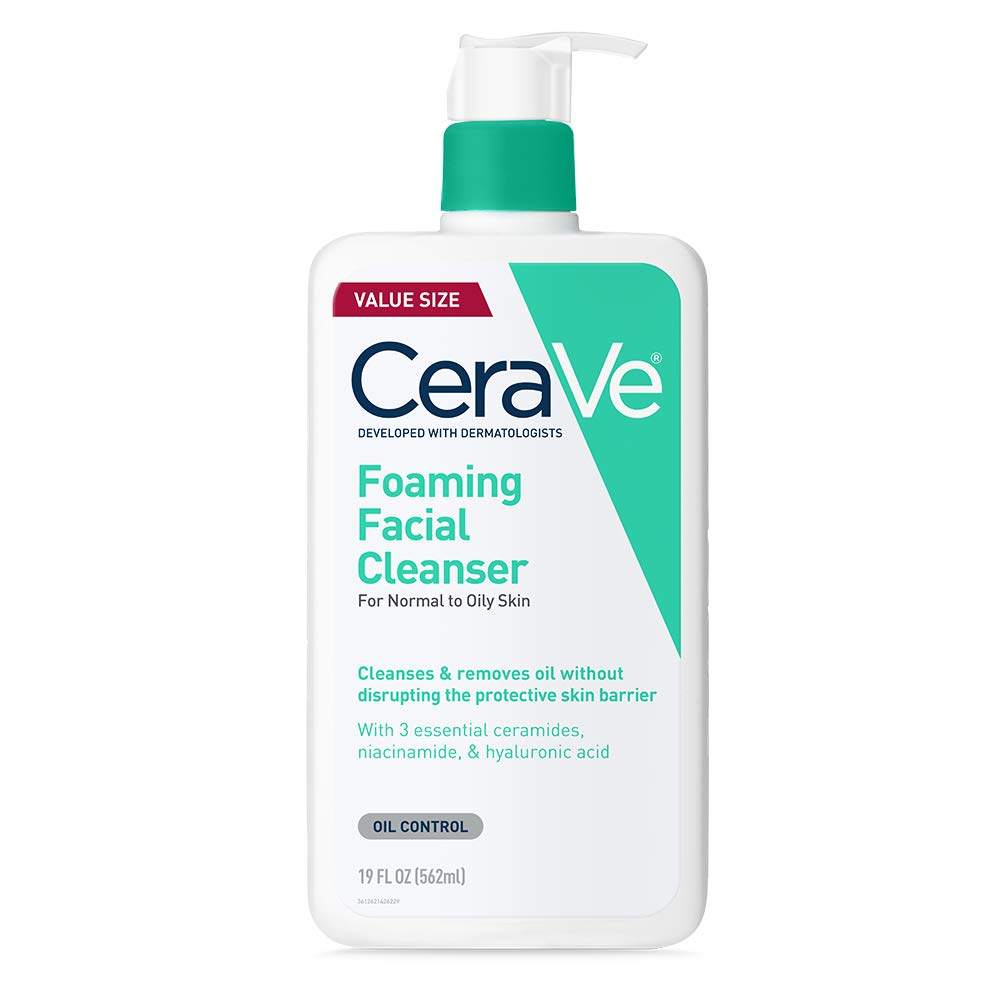 VALUE SIZE
CeraVe®
DEVELOPED WITH DERMATOLOGISTS
Foaming
Facial
Cleanser
For Normal to Oily Skin
Cleanses & removes oil without
disrupting the protective skin barrier
With 3 essential ceramides,
niacinamide, & hyaluronic acid
OIL CONTROL
19 FL OZ (562ml)
3612621426229